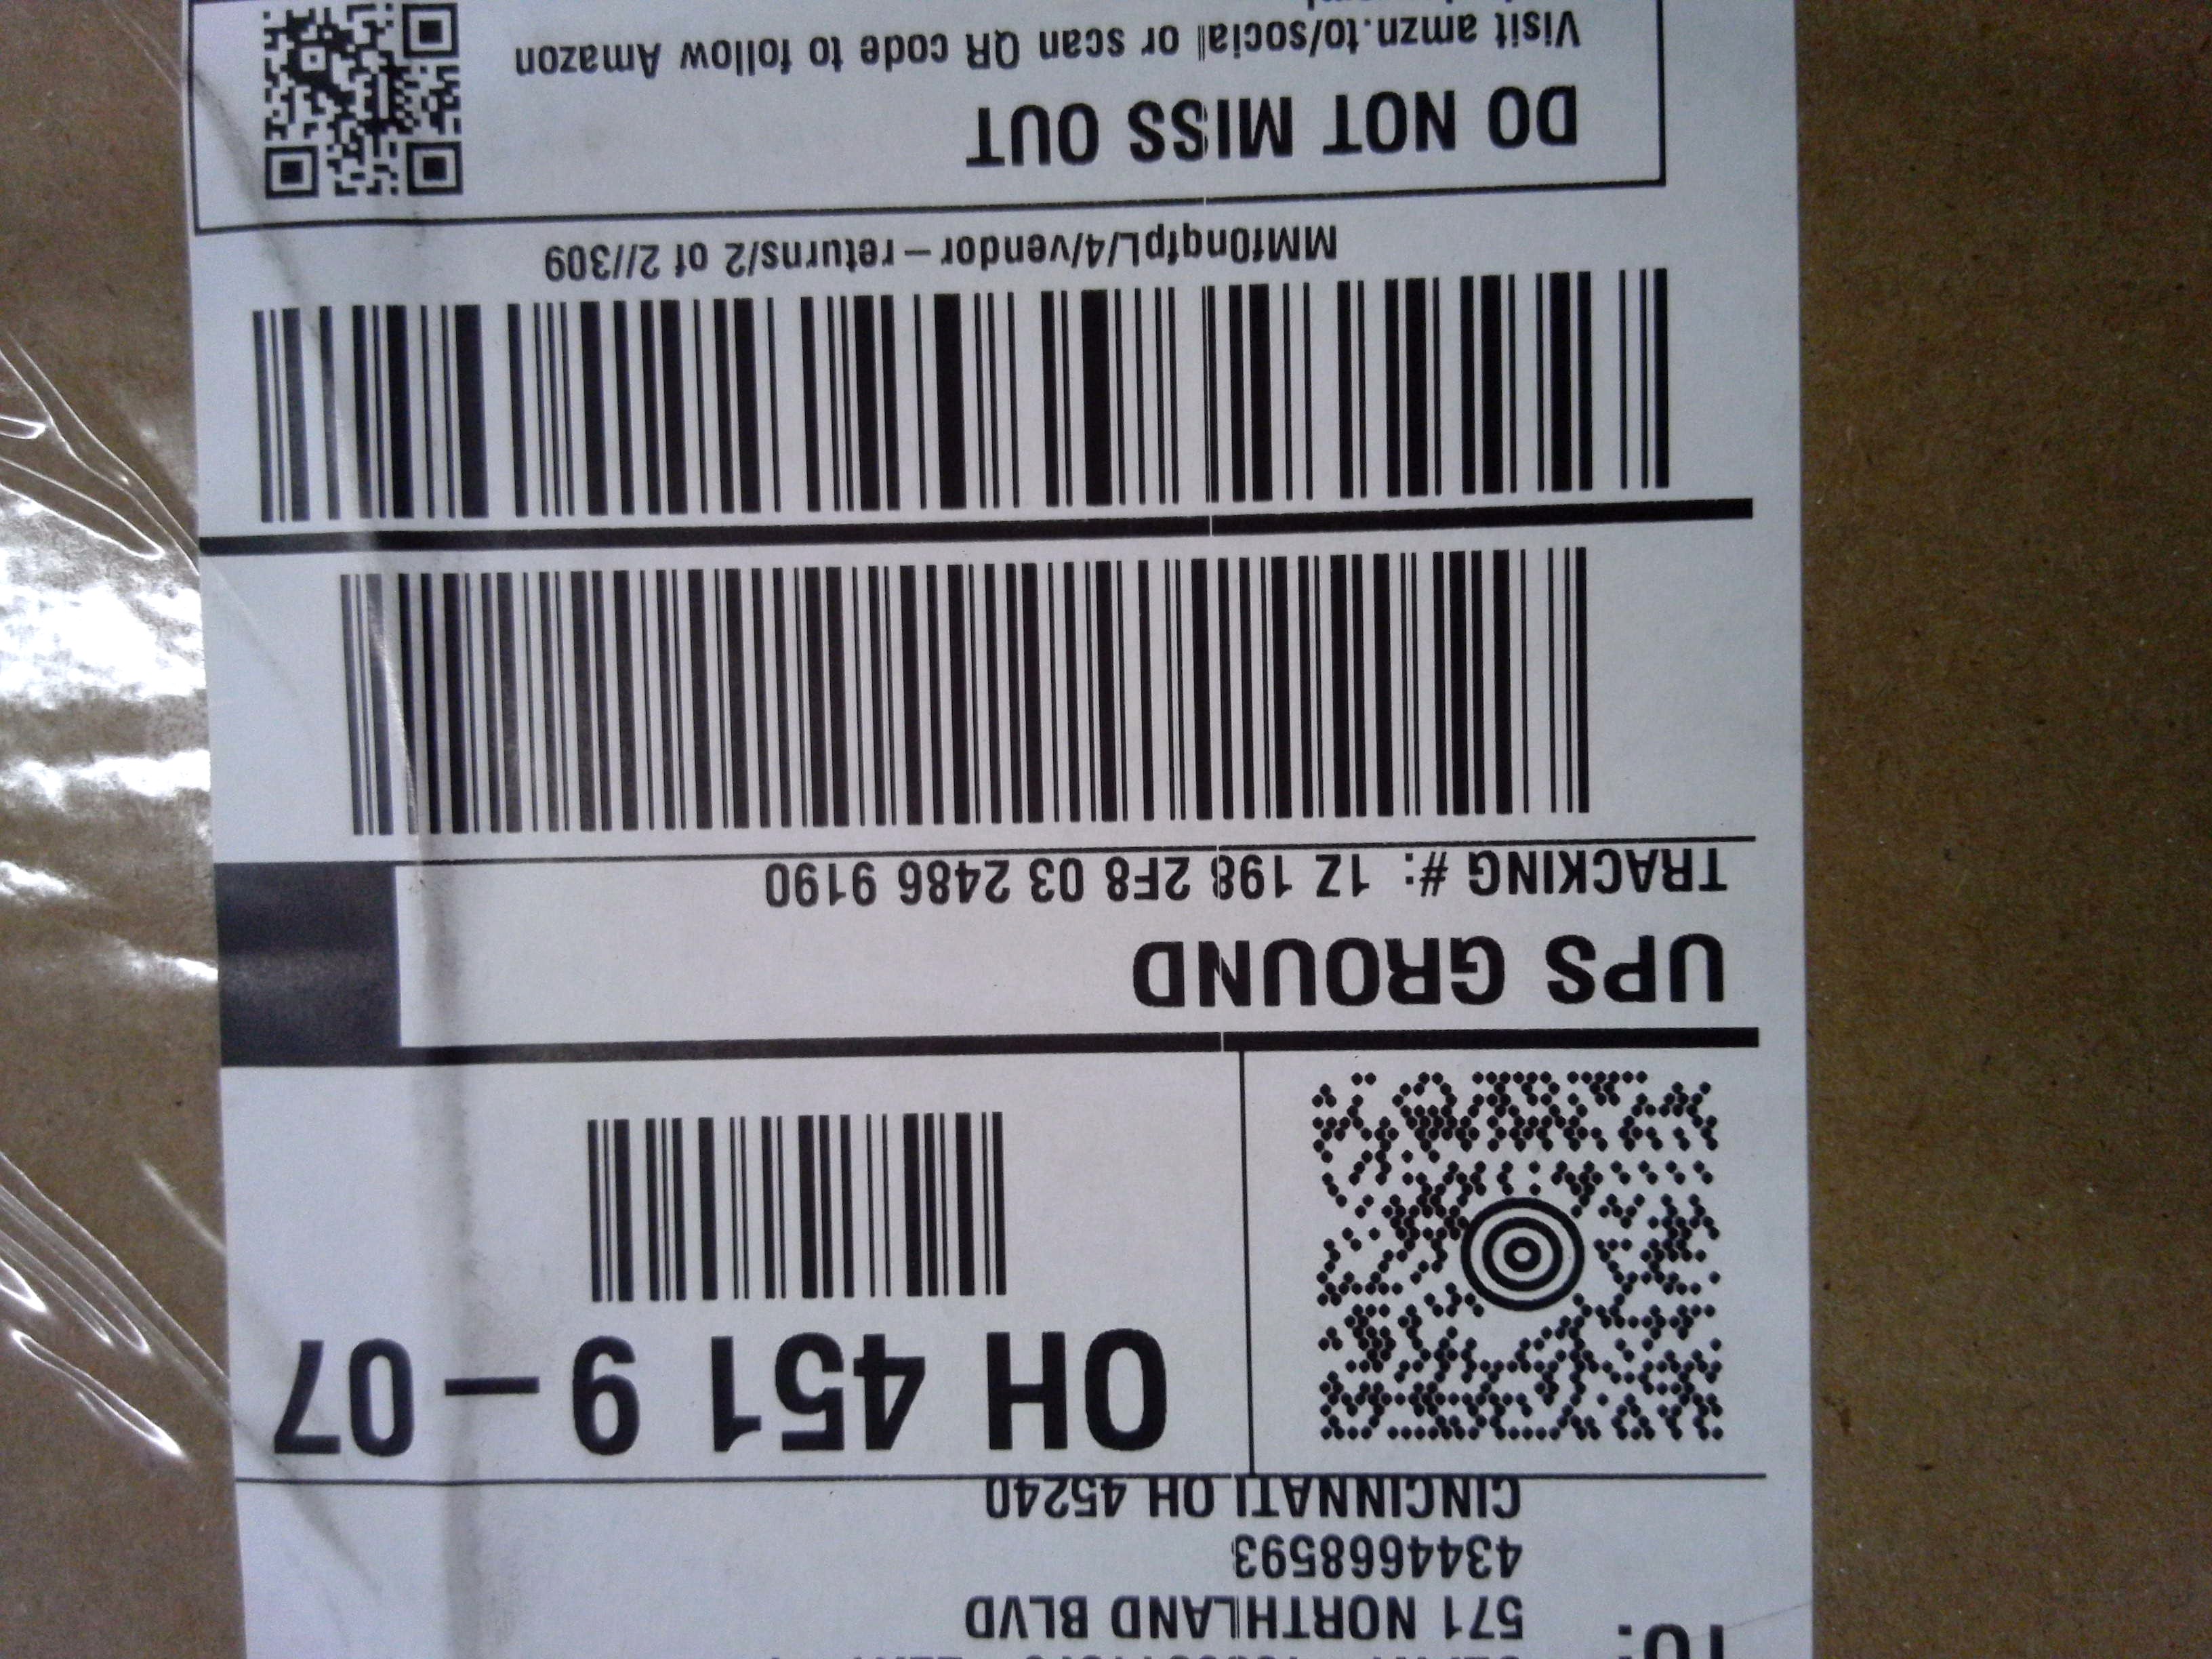 TO:
571 NORTHLAND BLVD
4344668593
CINCINNATI OH 45240
OH 451 9-07
UPS GROUND
TRACKING #: 1Z 198 2F8 03 2486 9190
MMf0nqfpL/4/vendor-returns/2 of 2//309
DO NOT MISS OUT
Visit amzn.to/social or scan QR code to follow Amazon